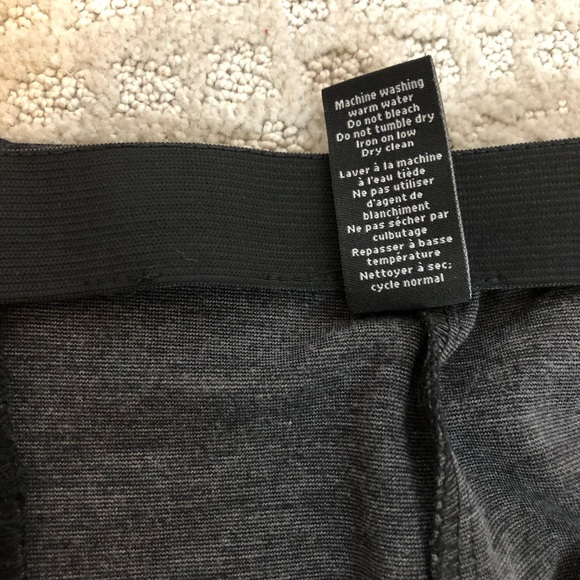 Machine washing
warm water
Do not bleach
Do not tumble dry
Iron on low
Dry clean
Laver à la machine
à l'eau tiède
Ne pas utiliser
d'agent de
blanchiment
Ne pas sécher par
culbutage
Repasser à basse
température
Nettoyer à sec;
cycle normal